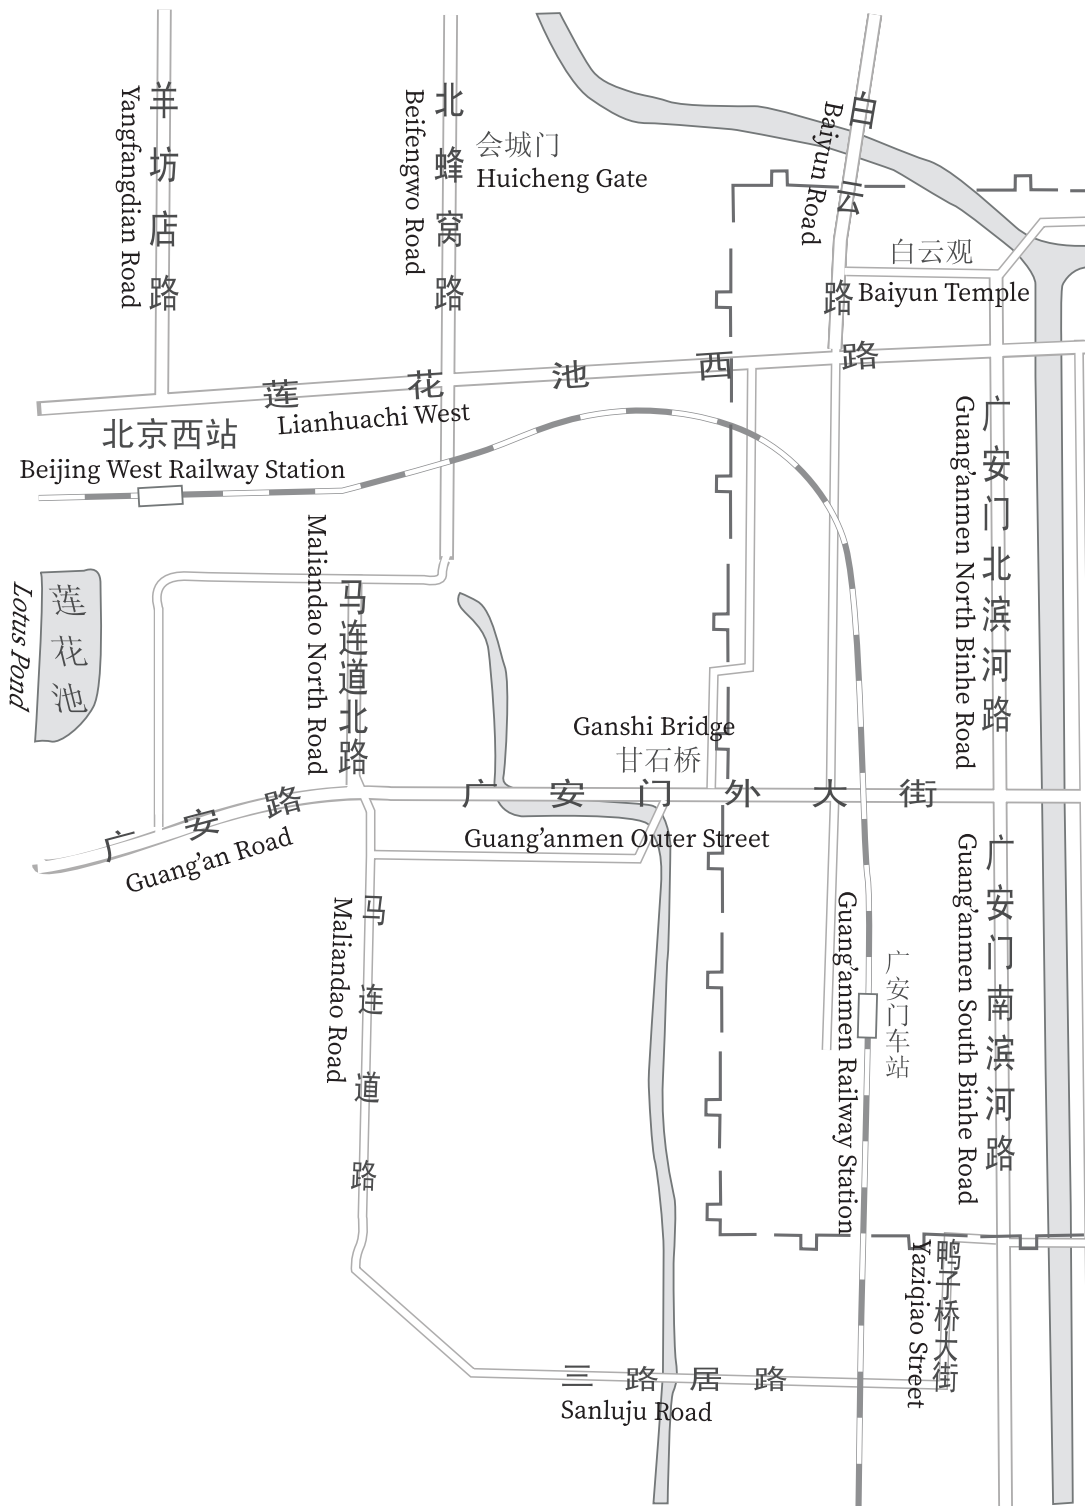 羊坊店路
Yangfangdian Road
北蜂窝路
Beifengwo Road
会城门
Huicheng Gate
白云路
Baiyun Road
白云观
Baiyun Temple
莲花池西路
Lianhuachi West
北京西站
Beijing West Railway Station
广安门北滨河路
Guang’anmen North Binhe Road
莲花池
Lotus Pond
马连道北路
Maliandao North Road
Ganshi Bridge
甘石桥
广安门外大街
Guang’anmen Outer Street
广安路
Guang’an Road
马连道路
Maliandao Road
广安门车站
Guang’anmen Railway Station
广安门南滨河路
Guang’anmen South Binhe Road
鸭子桥大街
Yaziqiao Street
三路居路
Sanluju Road